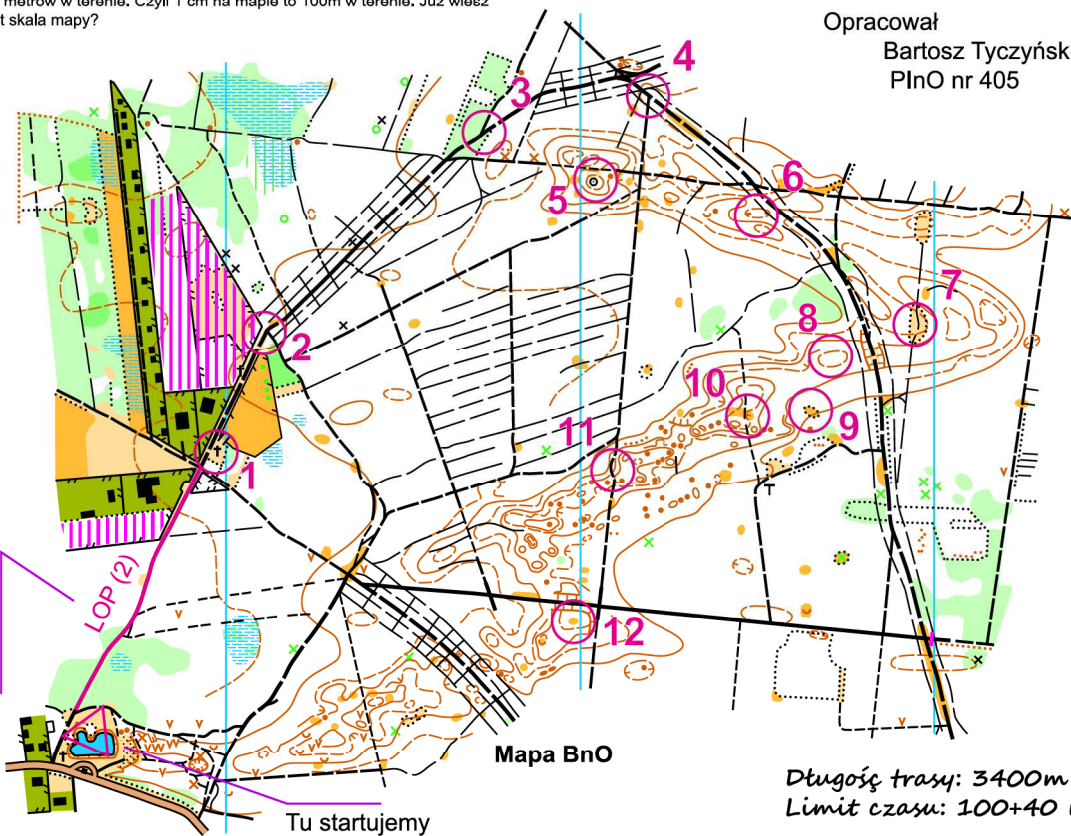 metrów w terenie. Czyli 1 cm na mapie to 100m w terenie. Już wiesz
t skala mapy?
Opracował
Bartosz Tyczyńsk
PInO nr 405
4
3
6
5
7
2
8
10
9
11
1
LOP (2)
12
Mapa BnO
Długośç trasy: 3400m
Limit czasu: 100+40
Tu startujemy